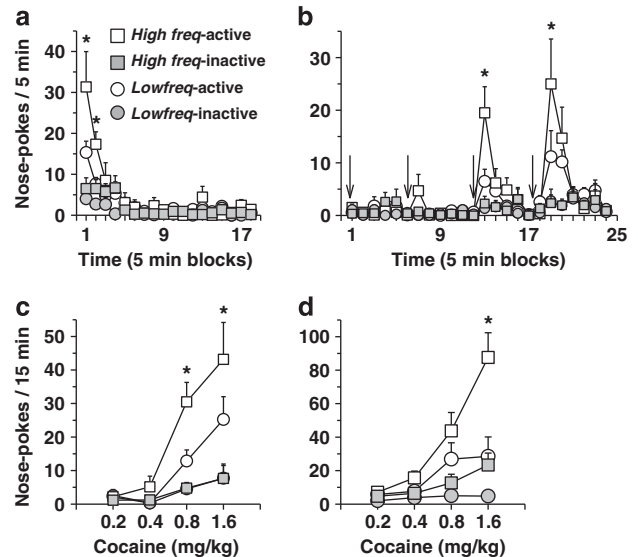 a
b
Nose-pokes / 5 min
50
40
30
20
10
0
*
*
High freq-active
High freq-inactive
Lowfreq-active
Lowfreq-inactive
1 9 17
Time (5 min blocks)
30
20
10
0
*
*
1 9 17 25
Time (5 min blocks)
c
d
Nose-pokes / 15 min
50
40
30
20
10
0
*
*
0.2 0.4 0.8 1.6
Cocaine (mg/kg)
100
80
60
40
20
0
*
0.2 0.4 0.8 1.6
Cocaine (mg/kg)